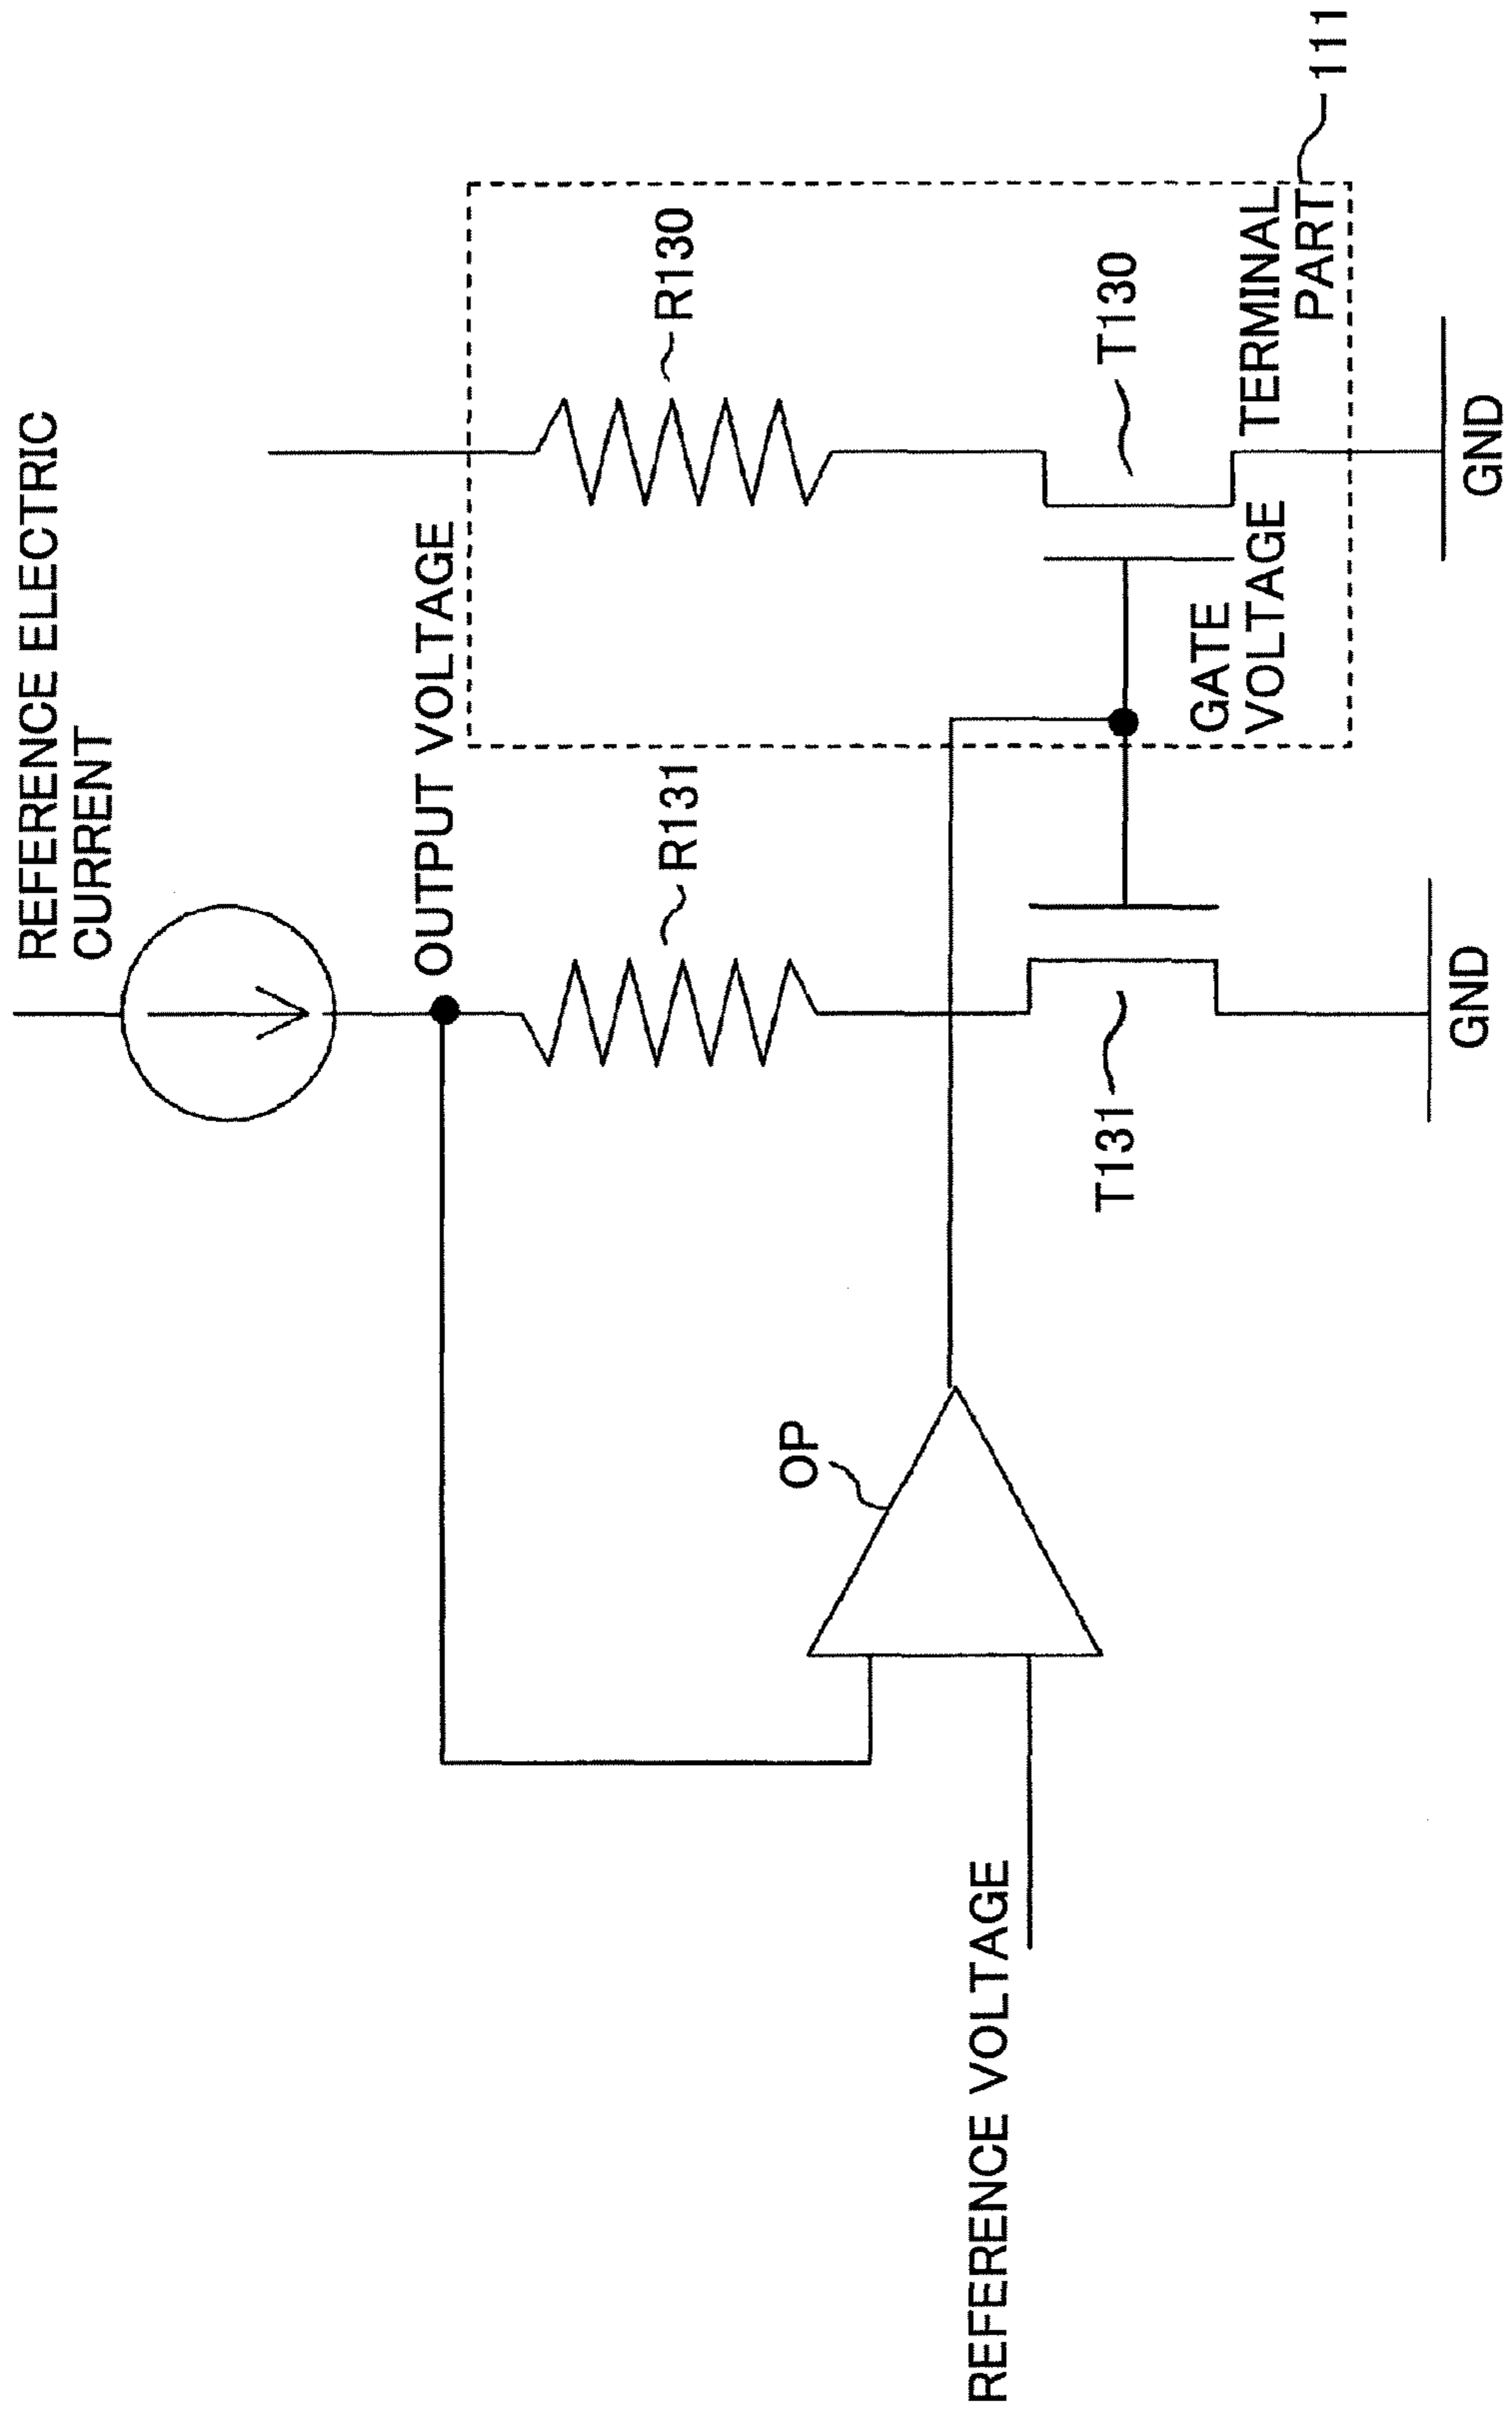 REFERENCE ELECTRIC
CURRENT
OUTPUT VOLTAGE
R131
R130
OP
T131
T130
GATE
VOLTAGE
TERMINAL
PART
111
REFERENCE VOLTAGE
GND
GND